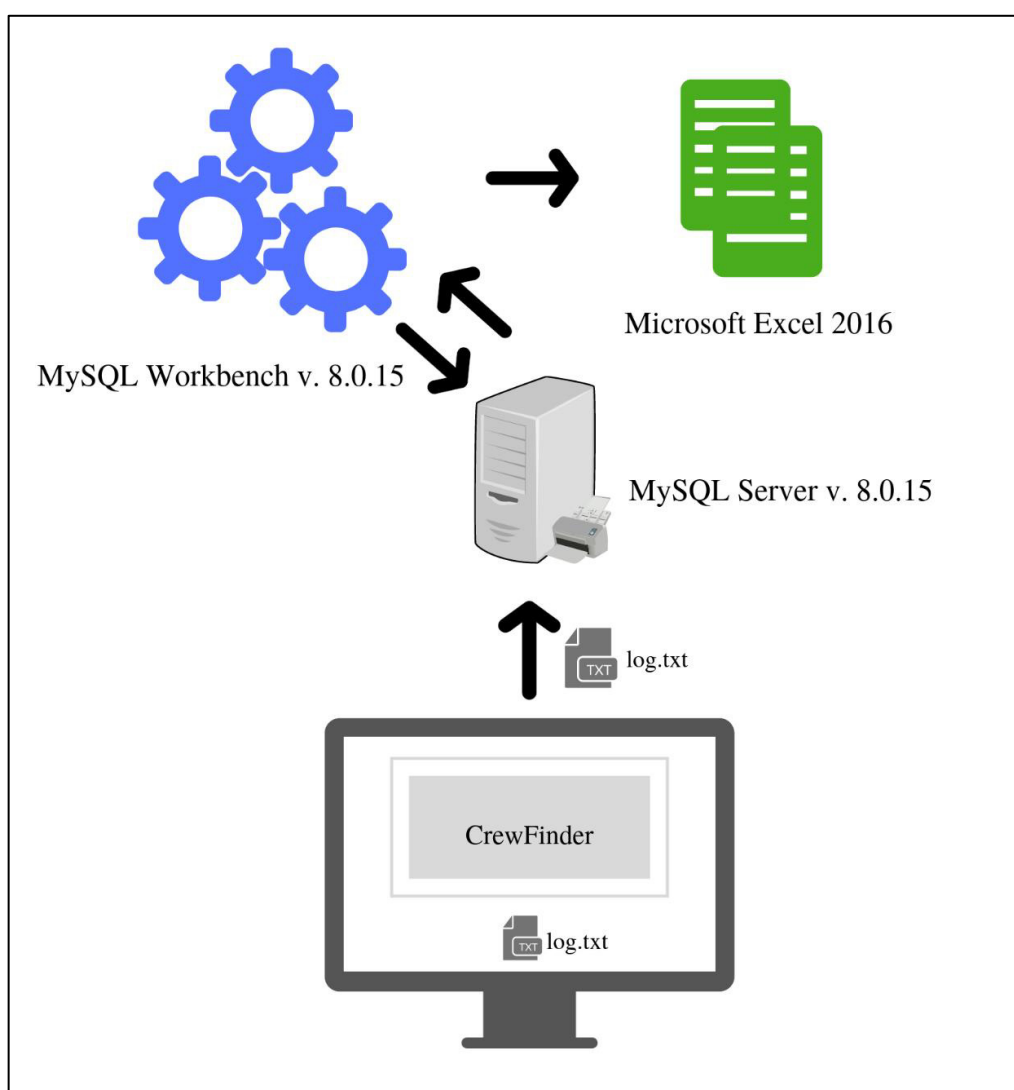 Microsoft Excel 2016
MySQL Workbench v. 8.0.15
MySQL Server v. 8.0.15
TXT
log.txt
CrewFinder
TXT
log.txt